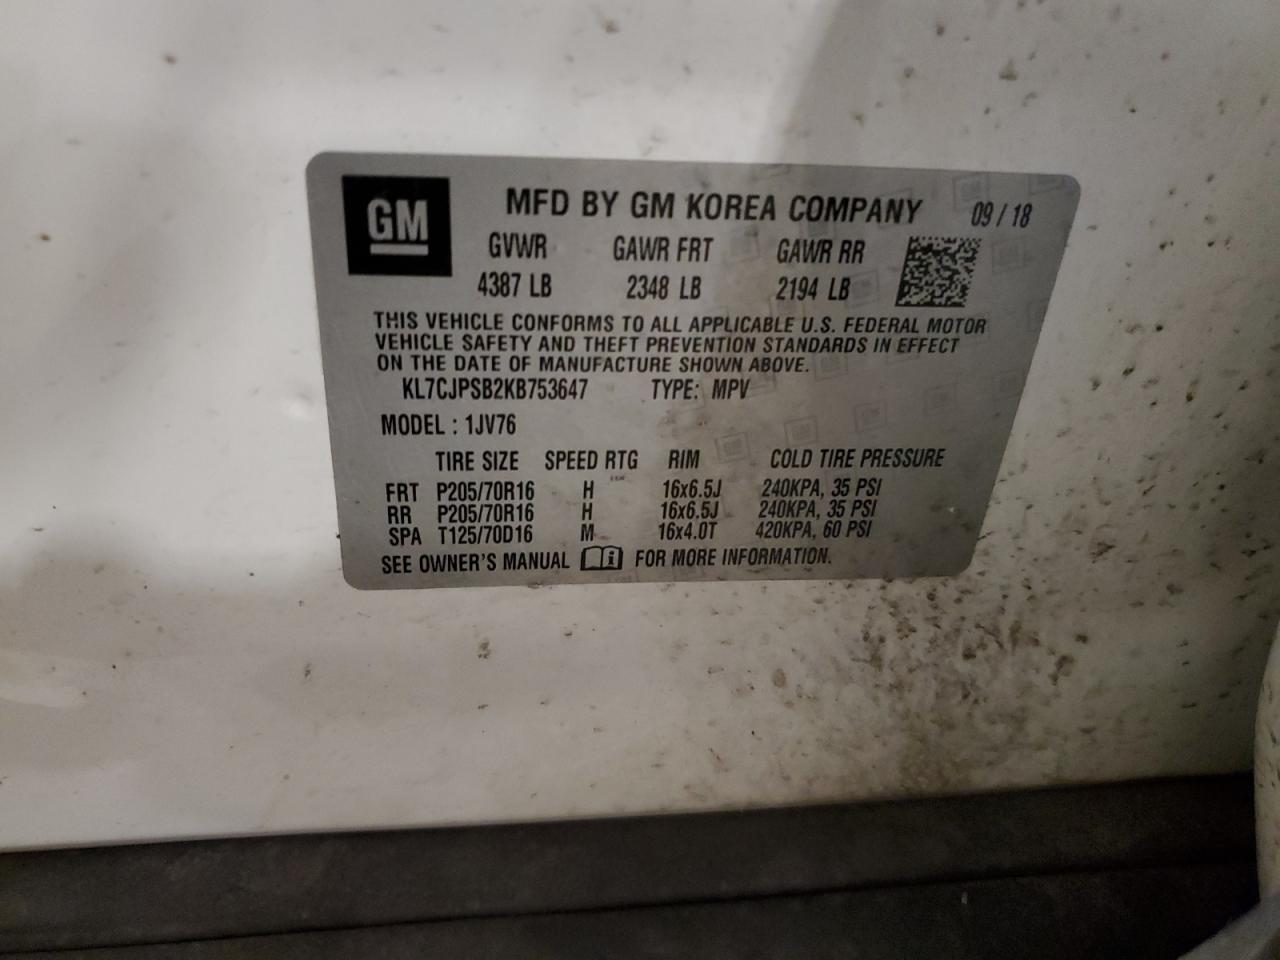 GM
MFD BY GM KOREA COMPANY 09 / 18
GVWR GAWR FRT GAWR RR
4387 LB 2348 LB 2194 LB
THIS VEHICLE CONFORMS TO ALL APPLICABLE U.S. FEDERAL MOTOR
VEHICLE SAFETY AND THEFT PREVENTION STANDARDS IN EFFECT
ON THE DATE OF MANUFACTURE SHOWN ABOVE.
KL7CJPSB2KB753647 TYPE: MPV
MODEL : 1JV76
TIRE SIZE SPEED RTG RIM COLD TIRE PRESSURE
FRT P205/70R16 H 16x6.5J 240KPA, 35 PSI
RR P205/70R16 H 16x6.5J 240KPA, 35 PSI
SPA T125/70D16 M 16x4.0T 420KPA, 60 PSI
SEE OWNER'S MANUAL i FOR MORE INFORMATION.